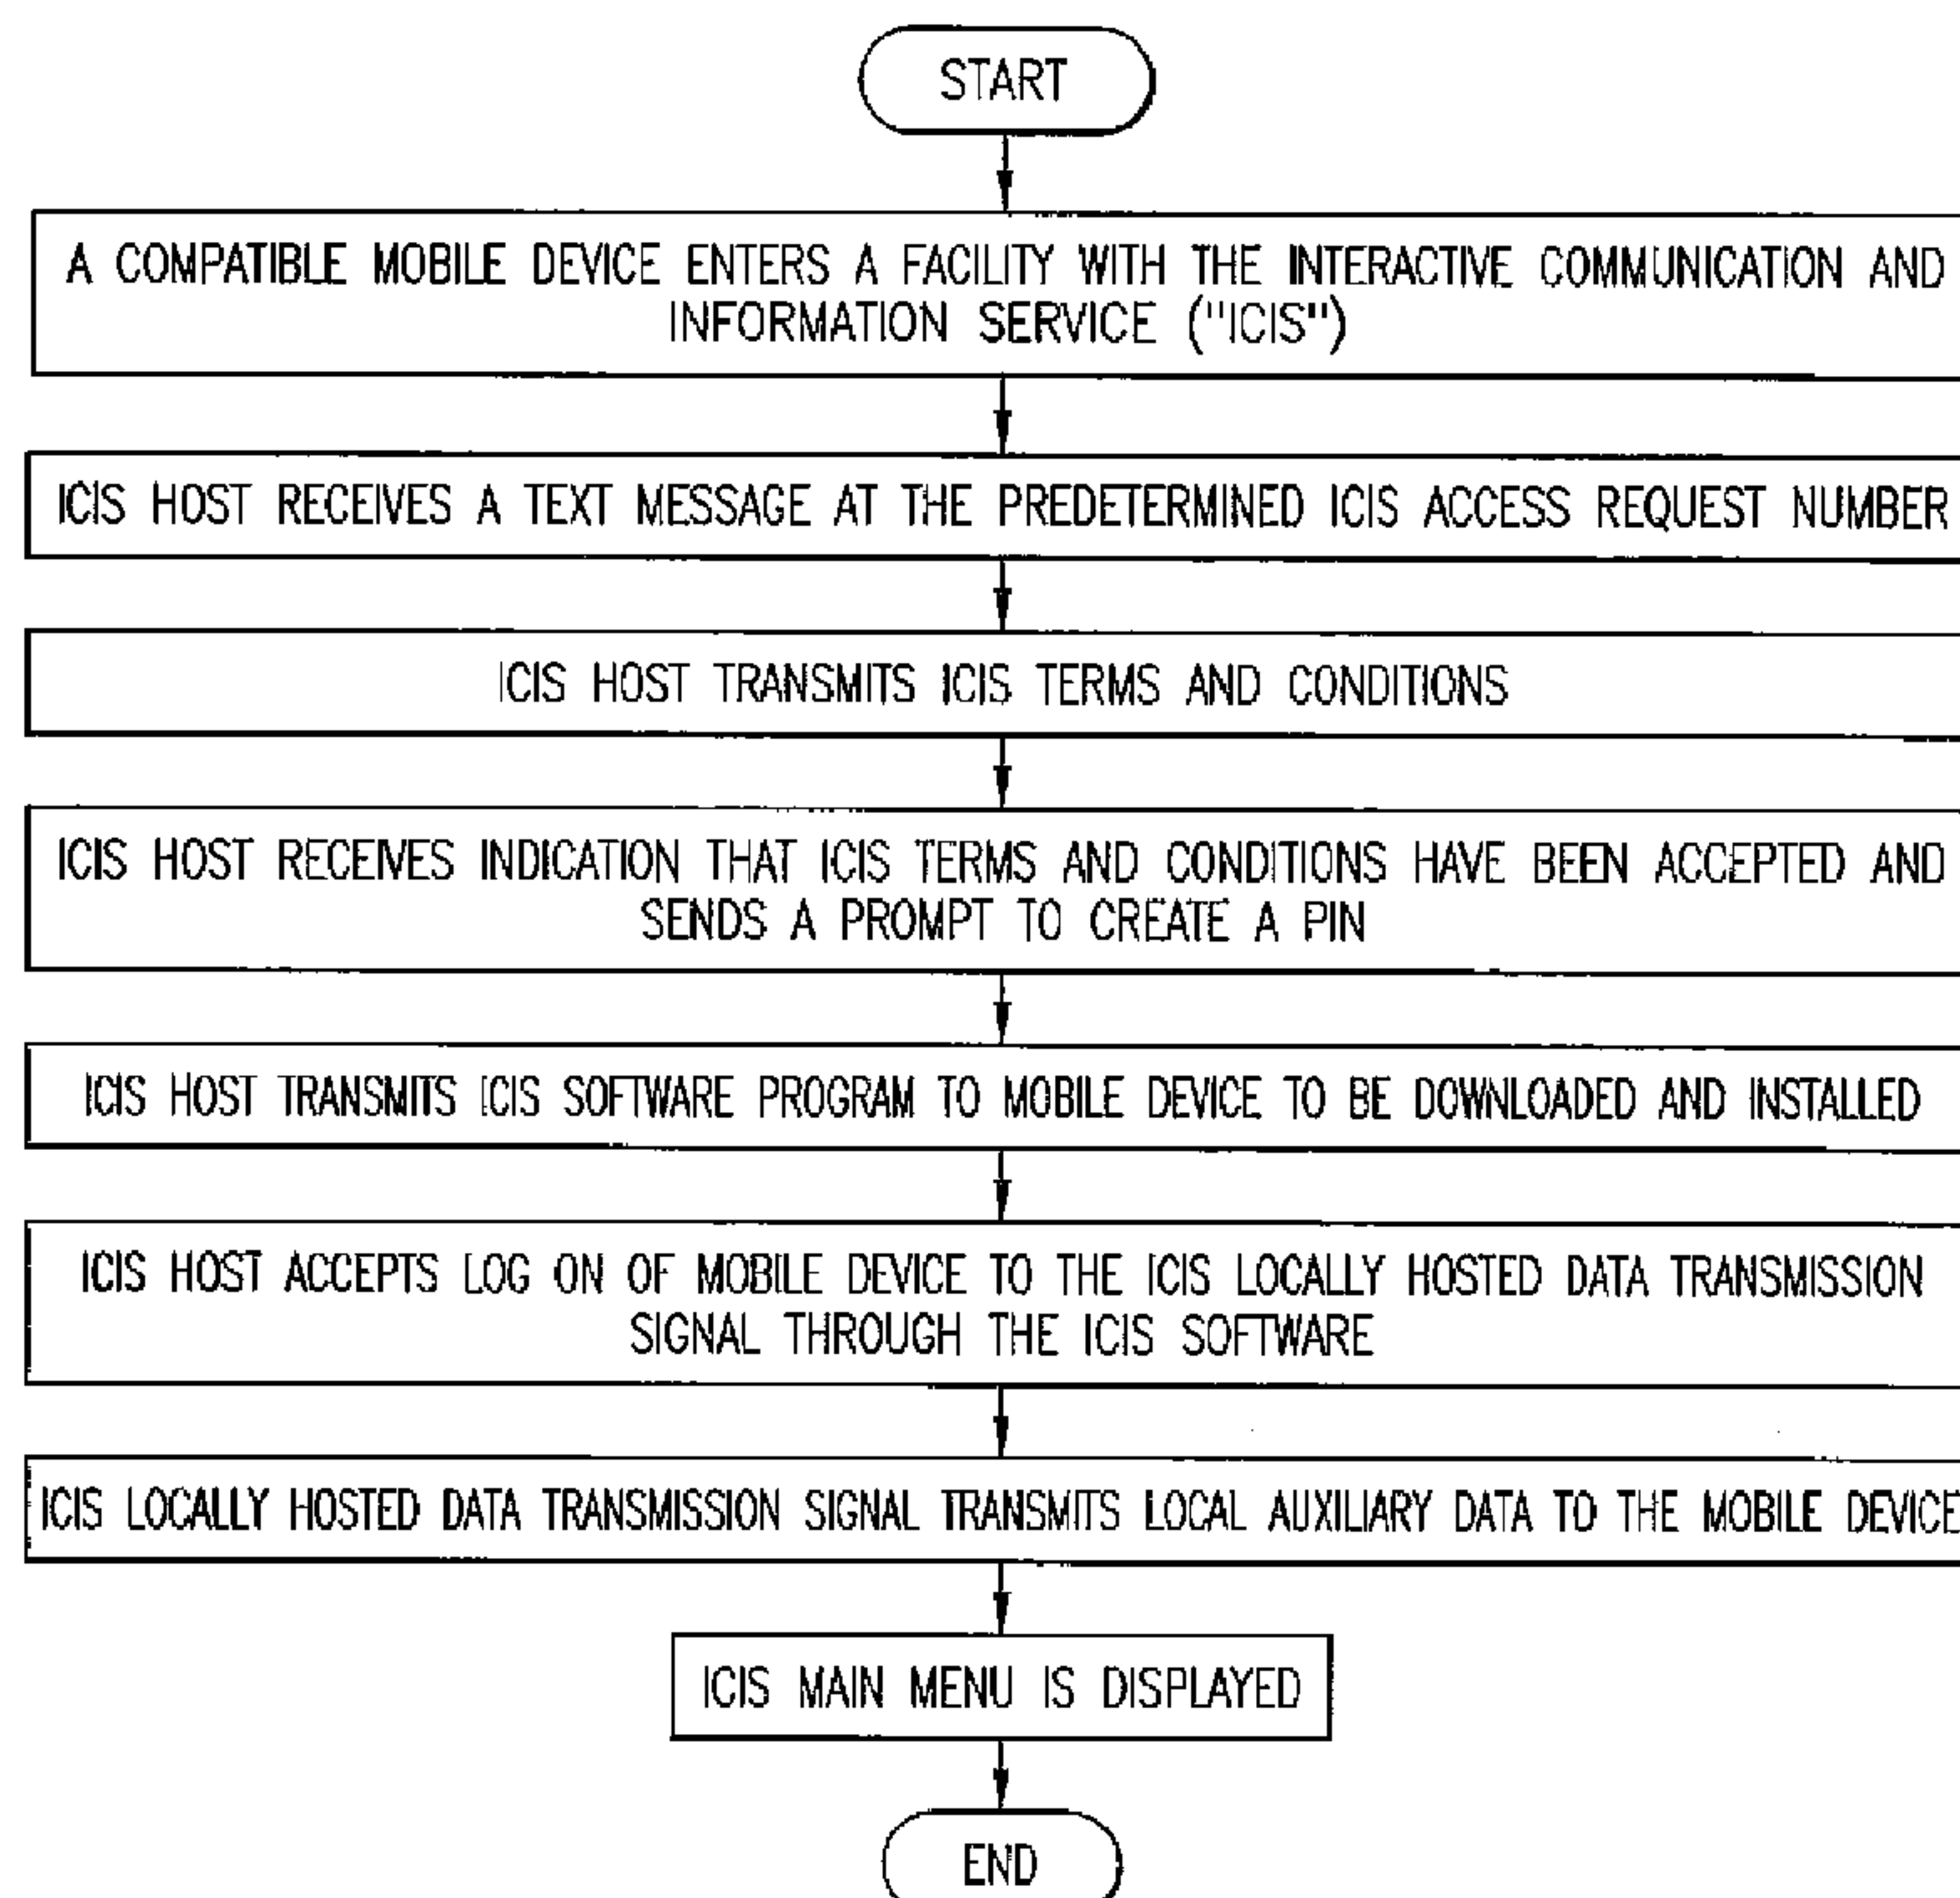 START
A COMPATIBLE MOBILE DEVICE ENTERS A FACILITY WITH THE INTERACTIVE COMMUNICATION AND
INFORMATION SERVICE ("ICIS")
ICIS HOST RECEIVES A TEXT MESSAGE AT THE PREDETERMINED ICIS ACCESS REQUEST NUMBER
ICIS HOST TRANSMITS ICIS TERMS AND CONDITIONS
ICIS HOST RECEIVES INDICATION THAT ICIS TERMS AND CONDITIONS HAVE BEEN ACCEPTED AND
SENDS A PROMPT TO CREATE A PIN
ICIS HOST TRANSMITS ICIS SOFTWARE PROGRAM TO MOBILE DEVICE TO BE DOWNLOADED AND INSTALLED
ICIS HOST ACCEPTS LOG ON OF MOBILE DEVICE TO THE ICIS LOCALLY HOSTED DATA TRANSMISSION
SIGNAL THROUGH THE ICIS SOFTWARE
ICIS LOCALLY HOSTED DATA TRANSMISSION SIGNAL TRANSMITS LOCAL AUXILIARY DATA TO THE MOBILE DEVICE
ICIS MAIN MENU IS DISPLAYED
END